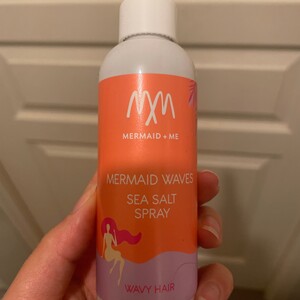 MXM
MERMAID + ME
MERMAID WAVES
SEA SALT
SPRAY
WAVY HAIR